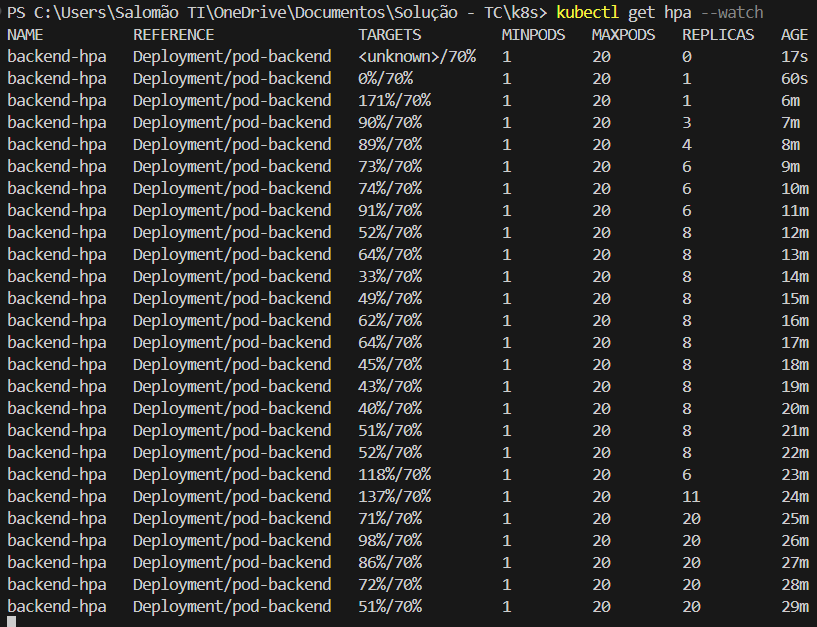 PS C:\Users\Salomão TI\OneDrive\Documentos\Solução - TC\k8s> kubectl get hpa --watch
NAME REFERENCE TARGETS MINPODS MAXPODS REPLICAS AGE
backend-hpa Deployment/pod-backend <unknown>/70% 1 20 0 17s
backend-hpa Deployment/pod-backend 0%/70% 1 20 1 60s
backend-hpa Deployment/pod-backend 171%/70% 1 20 1 6m
backend-hpa Deployment/pod-backend 90%/70% 1 20 3 7m
backend-hpa Deployment/pod-backend 89%/70% 1 20 4 8m
backend-hpa Deployment/pod-backend 73%/70% 1 20 6 9m
backend-hpa Deployment/pod-backend 74%/70% 1 20 6 10m
backend-hpa Deployment/pod-backend 91%/70% 1 20 6 11m
backend-hpa Deployment/pod-backend 52%/70% 1 20 8 12m
backend-hpa Deployment/pod-backend 64%/70% 1 20 8 13m
backend-hpa Deployment/pod-backend 33%/70% 1 20 8 14m
backend-hpa Deployment/pod-backend 49%/70% 1 20 8 15m
backend-hpa Deployment/pod-backend 62%/70% 1 20 8 16m
backend-hpa Deployment/pod-backend 64%/70% 1 20 8 17m
backend-hpa Deployment/pod-backend 45%/70% 1 20 8 18m
backend-hpa Deployment/pod-backend 43%/70% 1 20 8 19m
backend-hpa Deployment/pod-backend 40%/70% 1 20 8 20m
backend-hpa Deployment/pod-backend 51%/70% 1 20 8 21m
backend-hpa Deployment/pod-backend 52%/70% 1 20 8 22m
backend-hpa Deployment/pod-backend 118%/70% 1 20 6 23m
backend-hpa Deployment/pod-backend 137%/70% 1 20 11 24m
backend-hpa Deployment/pod-backend 71%/70% 1 20 20 25m
backend-hpa Deployment/pod-backend 98%/70% 1 20 20 26m
backend-hpa Deployment/pod-backend 86%/70% 1 20 20 27m
backend-hpa Deployment/pod-backend 72%/70% 1 20 20 28m
backend-hpa Deployment/pod-backend 51%/70% 1 20 20 29m